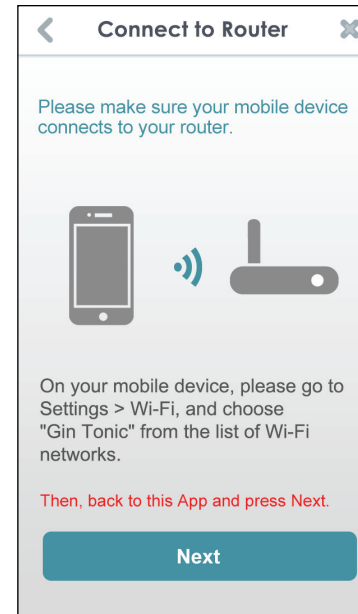 Connect to Router
Please make sure your mobile device
connects to your router.
On your mobile device, please go to
Settings > Wi-Fi, and choose
"Gin Tonic" from the list of Wi-Fi
networks.
Then, back to this App and press Next.
Next